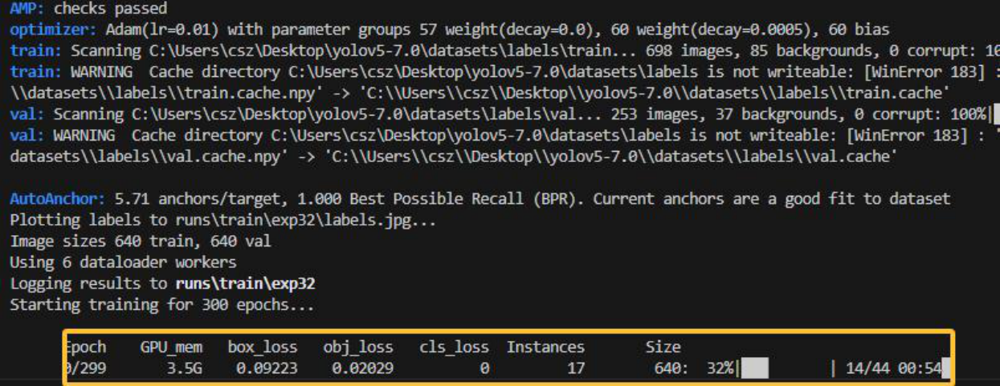 AMP: checks passed
optimizer: Adam(lr=0.01) with parameter groups 57 weight(decay=0.0), 60 weight(decay=0.0005), 60 bias
train: Scanning C:\Users\csz\Desktop\yolov5-7.0\datasets\labels\train... 698 images, 85 backgrounds, 0 corrupt: 10
train: WARNING  Cache directory C:\Users\csz\Desktop\yolov5-7.0\datasets\labels is not writeable: [WinError 183] :
\\datasets\\labels\\train.cache.npy' -> 'C:\\Users\\csz\\Desktop\\yolov5-7.0\\datasets\\labels\\train.cache'
val: Scanning C:\Users\csz\Desktop\yolov5-7.0\datasets\labels\val... 253 images, 37 backgrounds, 0 corrupt: 100%|
val: WARNING  Cache directory C:\Users\csz\Desktop\yolov5-7.0\datasets\labels is not writeable: [WinError 183] : '
datasets\\labels\\val.cache.npy' -> 'C:\\Users\\csz\\Desktop\\yolov5-7.0\\datasets\\labels\\val.cache'
AutoAnchor: 5.71 anchors/target, 1.000 Best Possible Recall (BPR). Current anchors are a good fit to dataset
Plotting labels to runs\train\exp32\labels.jpg...
Image sizes 640 train, 640 val
Using 6 dataloader workers
Logging results to runs\train\exp32
Starting training for 300 epochs...
Epoch GPU_mem box_loss obj_loss cls_loss Instances Size
0/299 3.5G 0.09223 0.02029 0 17 640: 32%| | 14/44 00:54